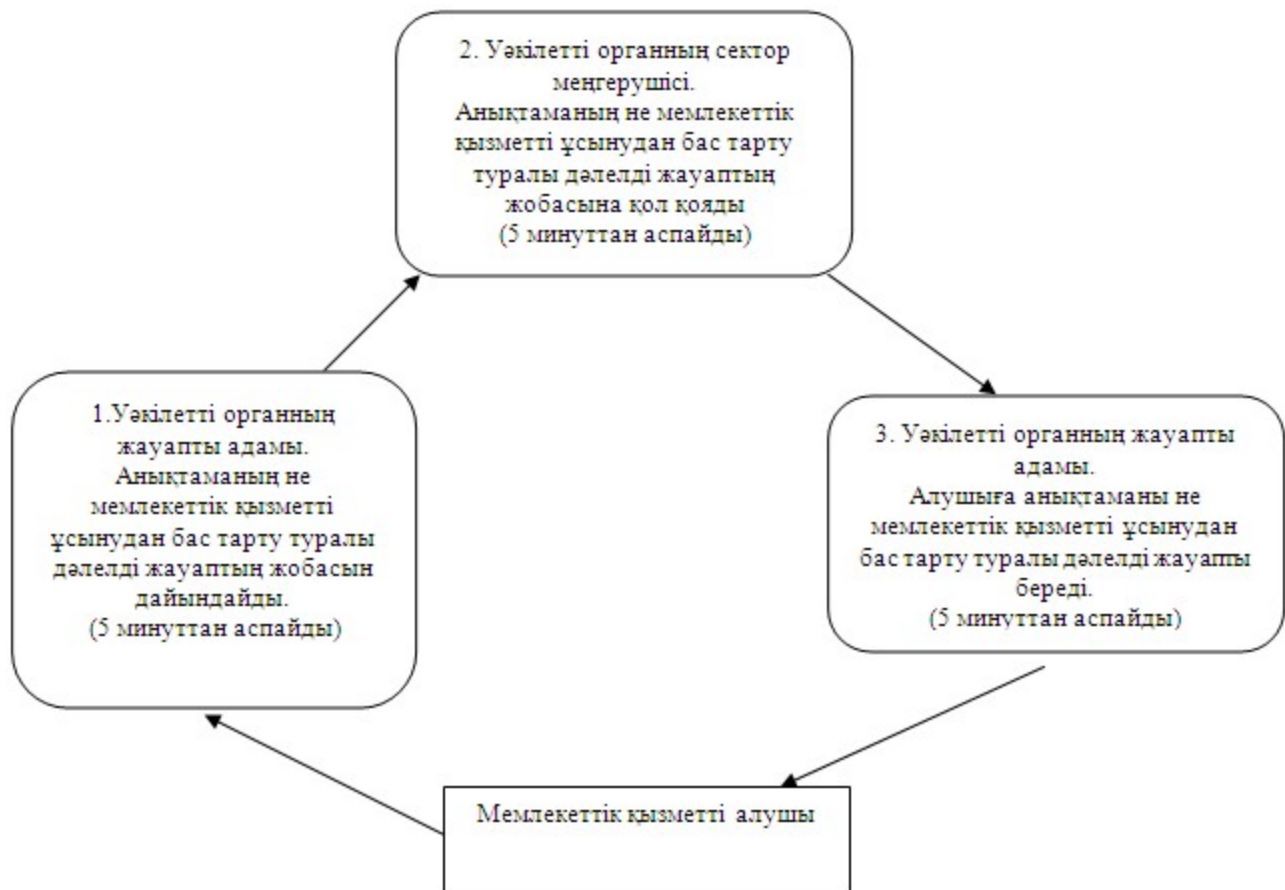 2. Уәкілетті органның сектор
меңгерушісі.
Анықтаманың не мемлекеттік
қызметті ұсынудан бас тарту
туралы дәлелді жауаптың
жобасына қол қояды
(5 минуттан аспайды)
1.Уәкілетті органның
жауапты адамы.
Анықтаманың не
мемлекеттік қызметті
ұсынудан бас тарту туралы
дәлелді жауаптың жобасын
дайындайды.
(5 минуттан аспайды)
3. Уәкілетті органның жауапты
адамы.
Алушыға анықтаманы не
мемлекеттік қызметті ұсынудан
бас тарту туралы дәлелді жауапты
береді.
(5 минуттан аспайды)
Мемлекеттік қызметті алушы